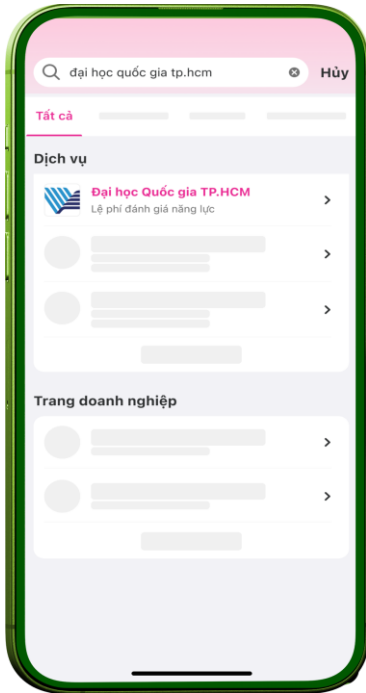 đại học quốc gia tp.hcm
Hủy
Tất cả
Dịch vụ
Đại học Quốc gia TP.HCM
Lệ phí đánh giá năng lực
Trang doanh nghiệp